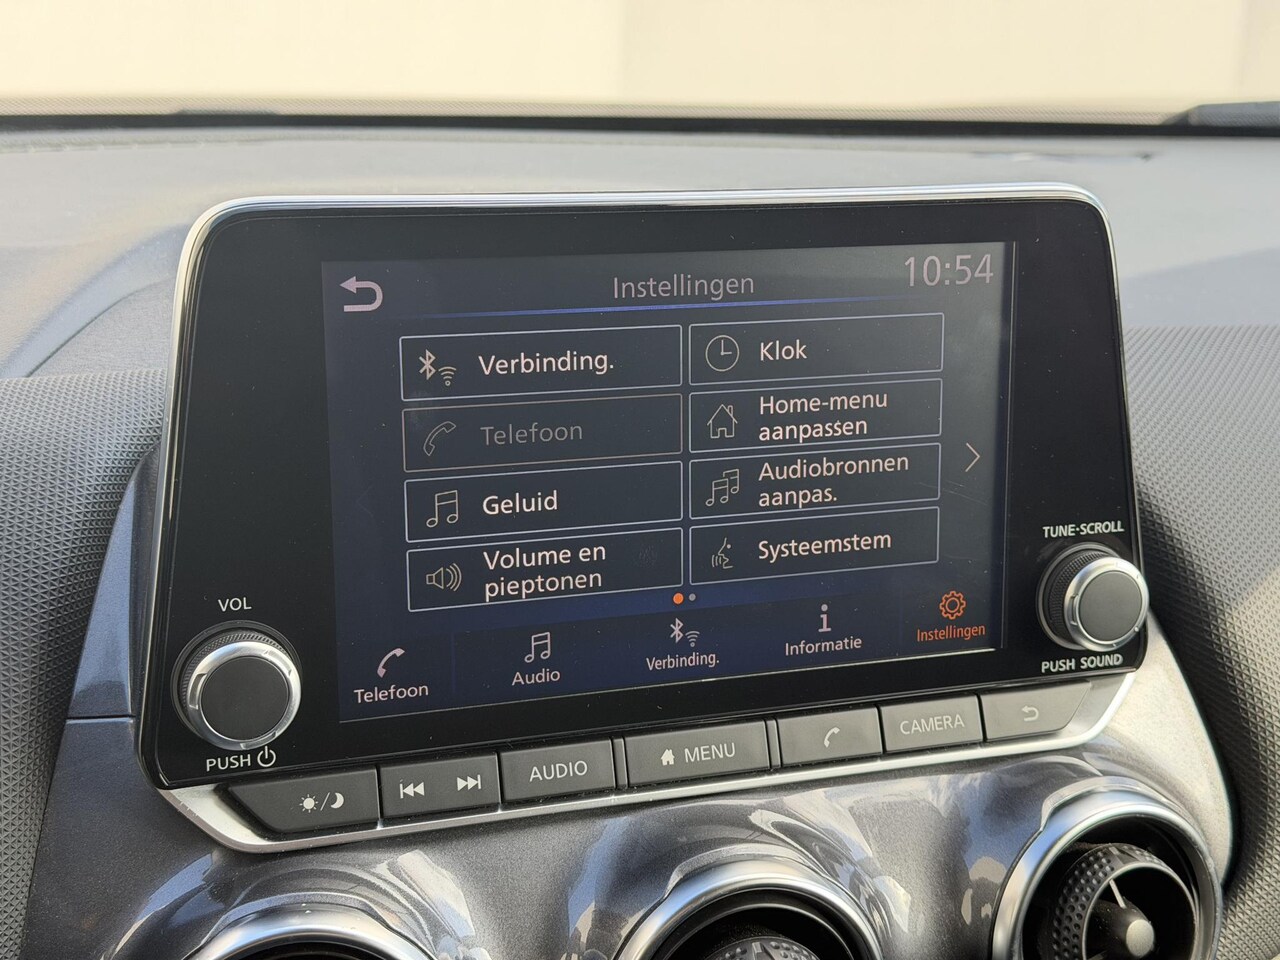 Instellingen
10:54
Verbinding.
Klok
Telefoon
Home-menu
aanpassen
Geluid
Audiobronnen
aanpas.
Volume en
pieptonen
Systeemstem
Telefoon
Audio
Verbinding.
Informatie
Instellingen
VOL
PUSH
TUNE·SCROLL
PUSH SOUND
AUDIO
MENU
CAMERA